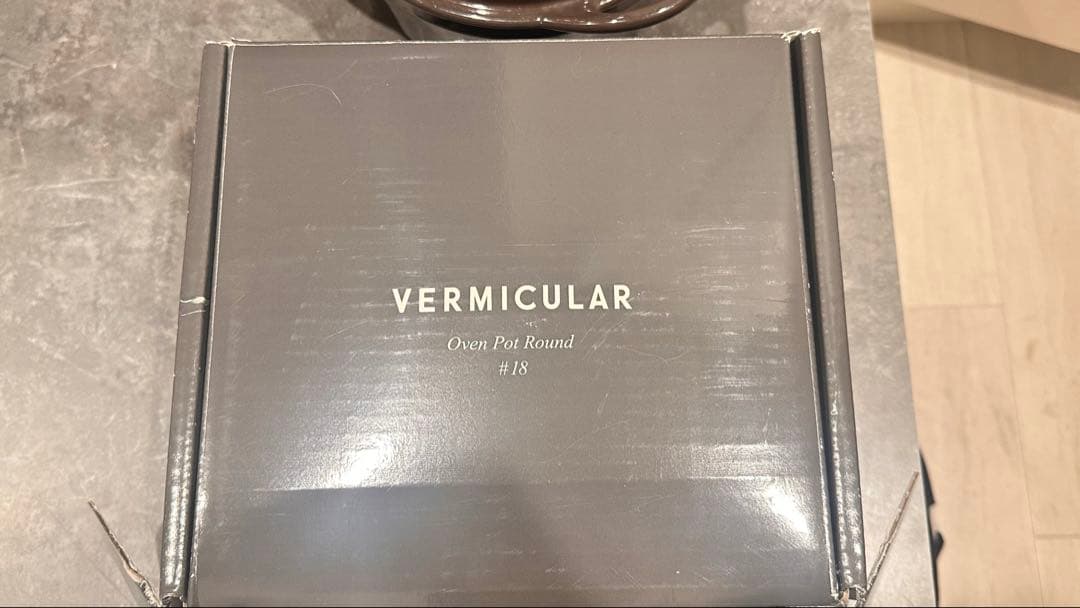 VERMICULAR
Oven Pot Round
#18